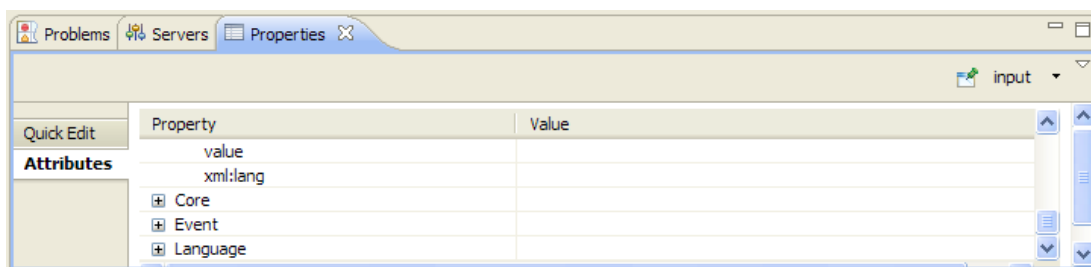 Problems Servers Properties
input
Quick Edit
Attributes
Property Value
value
xml:lang
Core
Event
Language